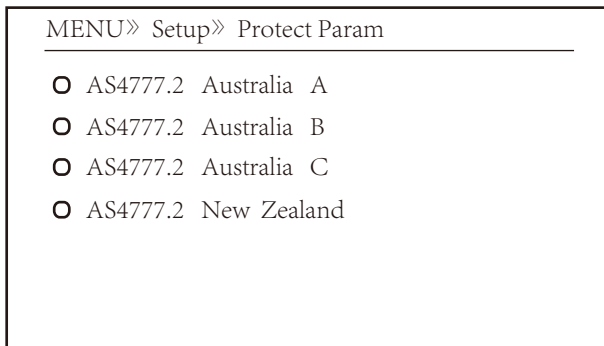 MENU» Setup» Protect Param
AS4777.2 Australia A
AS4777.2 Australia B
AS4777.2 Australia C
AS4777.2 New Zealand